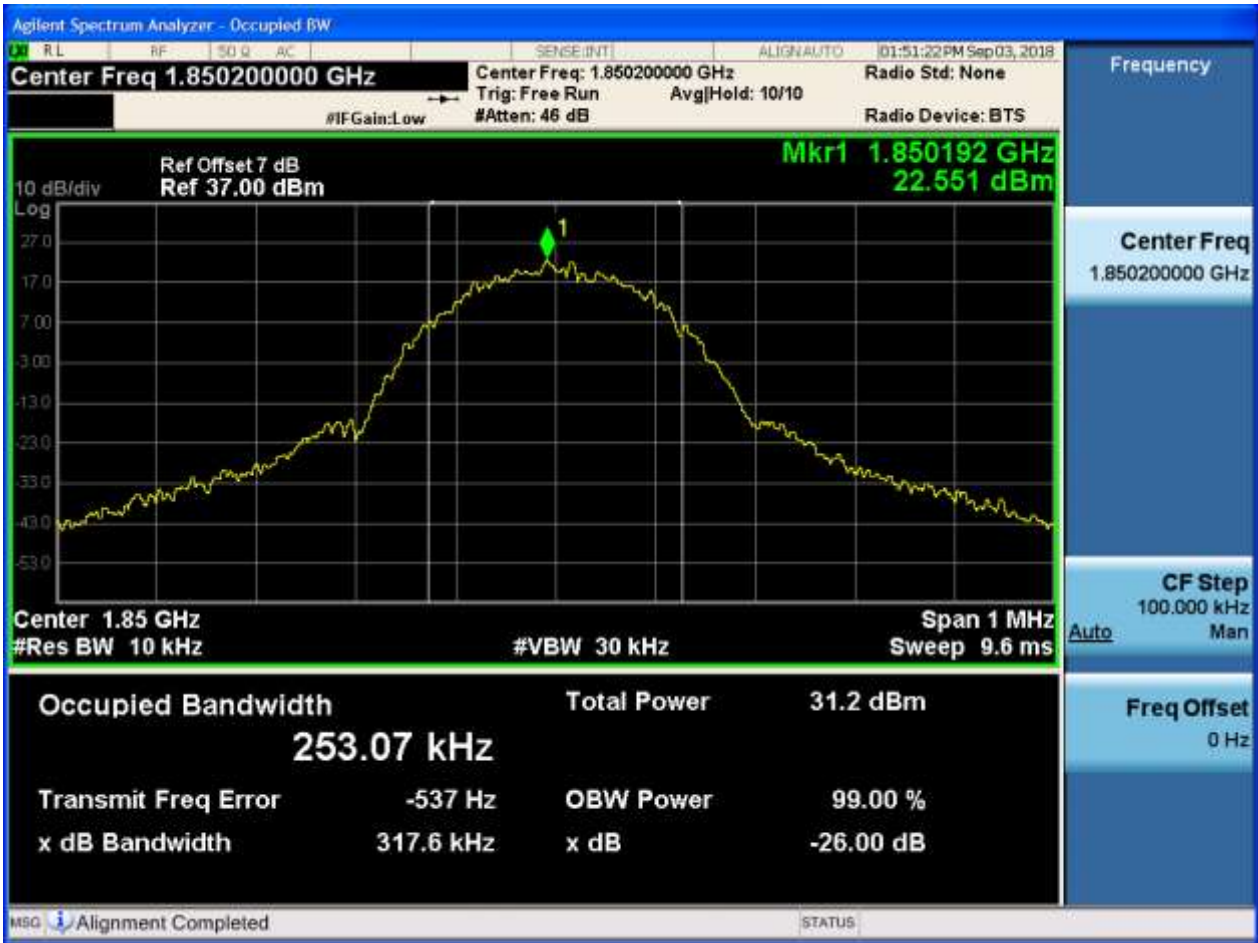 Agilent Spectrum Analyzer - Occupied BW
LXI RL RF 50 Ω AC SENSE:INT ALIGN AUTO 01:51:22 PM Sep 03, 2018
Center Freq 1.850200000 GHz
Center Freq: 1.850200000 GHz
Radio Std: None
Trig: Free Run Avg|Hold: 10/10
#IFGain:Low #Atten: 46 dB Radio Device: BTS
Mkr1 1.850192 GHz
22.551 dBm
Ref Offset 7 dB
10 dB/div Ref 37.00 dBm
Log
27.0
17.0
7.00
-3.00
-13.0
-23.0
-33.0
-43.0
-53.0
1
Center 1.85 GHz Span 1 MHz
#Res BW 10 kHz #VBW 30 kHz Sweep 9.6 ms
Occupied Bandwidth Total Power 31.2 dBm
253.07 kHz
Transmit Freq Error -537 Hz OBW Power 99.00 %
x dB Bandwidth 317.6 kHz x dB -26.00 dB
MSG Alignment Completed STATUS
Frequency
Center Freq
1.850200000 GHz
CF Step
100.000 kHz
Auto Man
Freq Offset
0 Hz